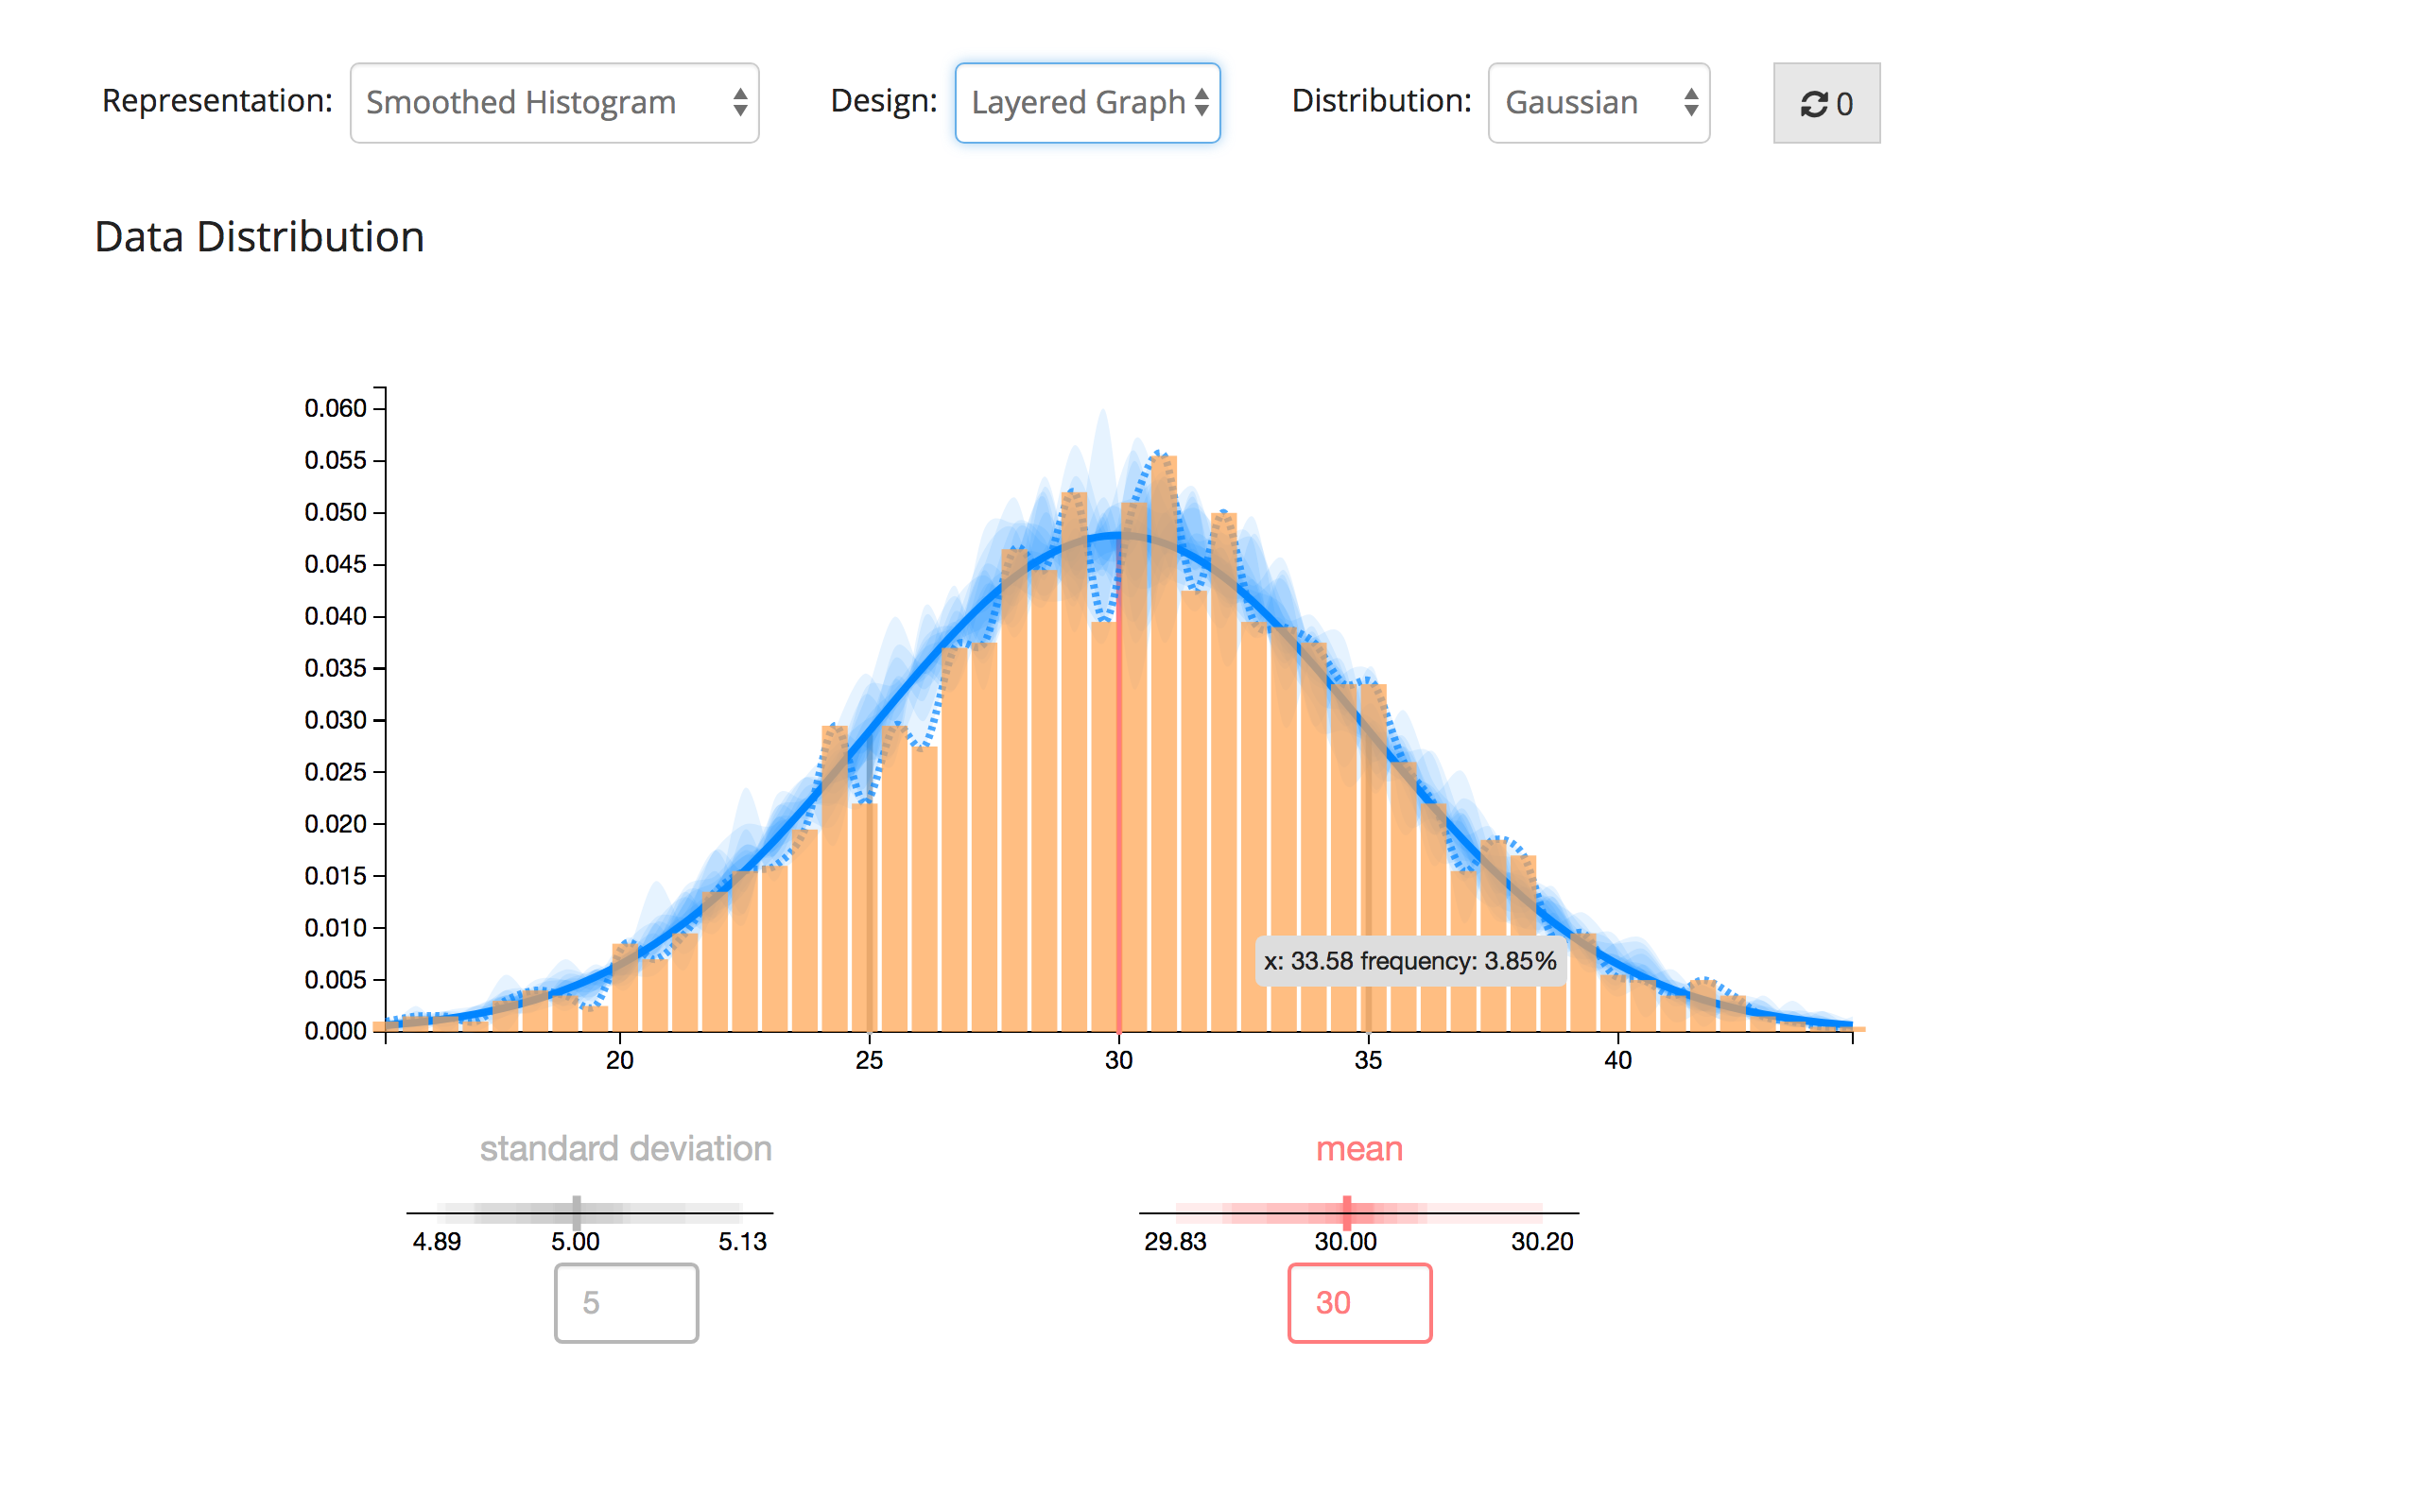 Representation: Smoothed Histogram Design: Layered Graph Distribution: Gaussian 0
Data Distribution
0.060
0.055
0.050
0.045
0.040
0.035
0.030
0.025
0.020
0.015
0.010
0.005
0.000
x: 33.58 frequency: 3.85%
20 25 30 35 40
standard deviation mean
4.89 5.00 5.13 29.83 30.00 30.20
5 30